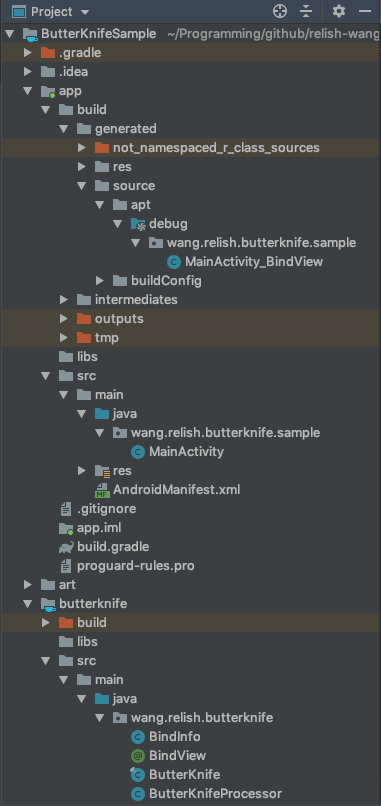 Project
ButterKnifeSample ~/Programming/github/relish-wang
.gradle
.idea
app
build
generated
not_namespaced_r_class_sources
res
source
apt
debug
wang.relish.butterknife.sample
MainActivity_BindView
buildConfig
intermediates
outputs
tmp
libs
src
main
java
wang.relish.butterknife.sample
MainActivity
res
MF AndroidManifest.xml
.gitignore
app.iml
build.gradle
proguard-rules.pro
art
butterknife
build
libs
src
main
java
wang.relish.butterknife
C BindInfo
@ BindView
C ButterKnife
C ButterKnifeProcessor